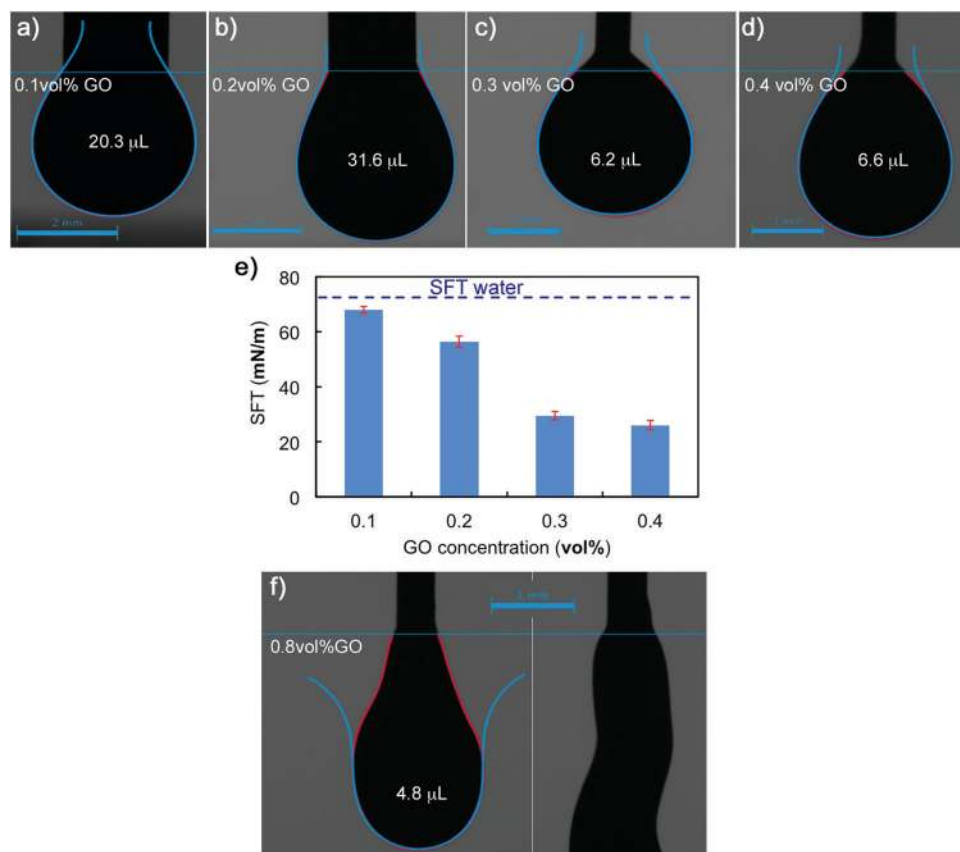 a)
0.1vol% GO
20.3 µL
2 mm
b)
0.2vol% GO
31.6 µL
c)
0.3 vol% GO
6.2 µL
d)
0.4 vol% GO
6.6 µL
e)
SFT water
SFT (mN/m)
80
60
40
20
0
0.1 0.2 0.3 0.4
GO concentration (vol%)
f)
0.8vol%GO
4.8 µL